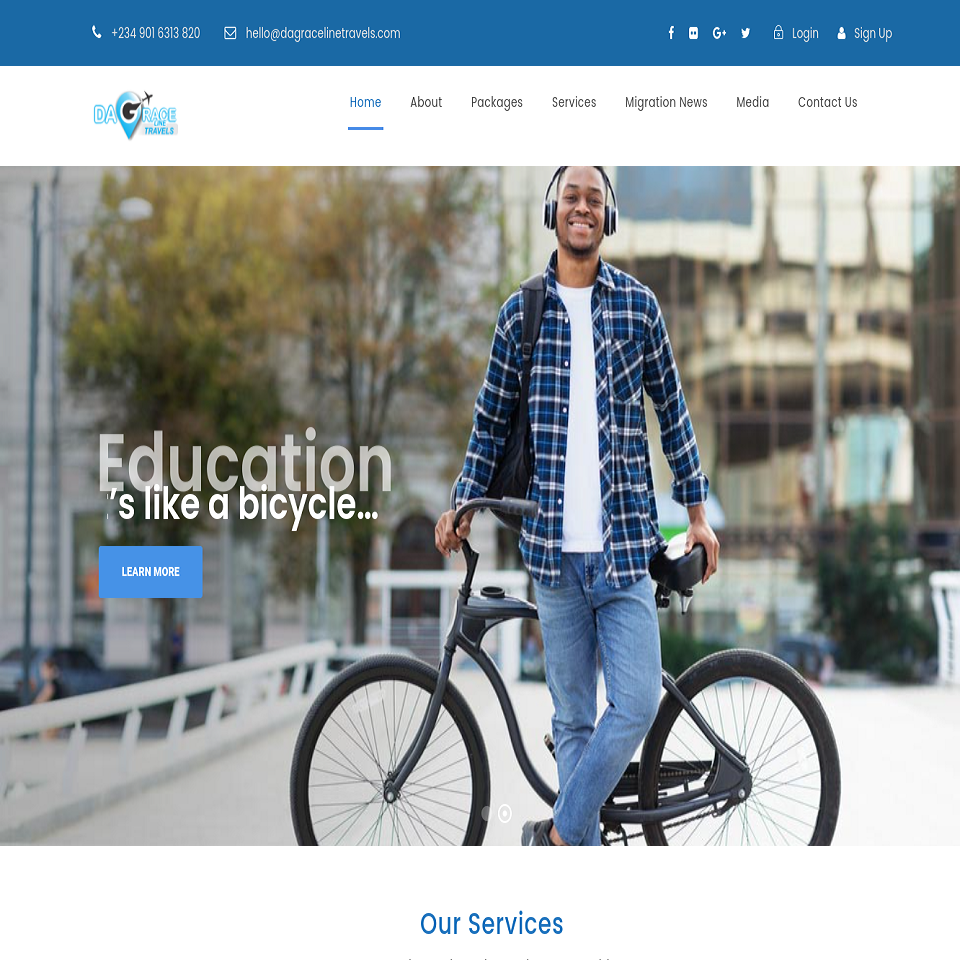 +234 901 6313 820
hello@dagracelinetravels.com
Login
Sign Up
DAGRACE
LINE
TRAVELS
Home
About
Packages
Services
Migration News
Media
Contact Us
Education
's like a bicycle...
LEARN MORE
Our Services